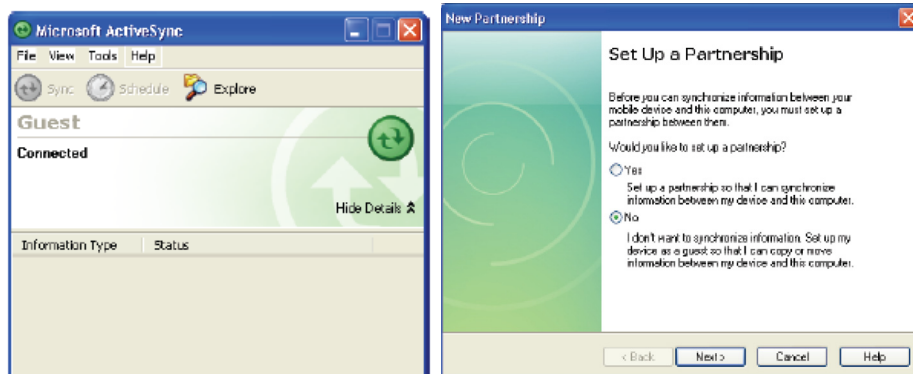 Microsoft ActiveSync
File View Tools Help
Sync Schedule Explore
Guest
Connected
Hide Details
Information Type Status
New Partnership
Set Up a Partnership
Before you can synchronize information between your
mobile device and this computer, you must set up a
partnership between them.
Would you like to set up a partnership?
Yes
Set up a partnership so that I can synchronize
information between my device and this computer.
No
I don't want to synchronize information. Set up my
device as a guest so that I can copy or move
information between my device and this computer.
< Back Next > Cancel Help